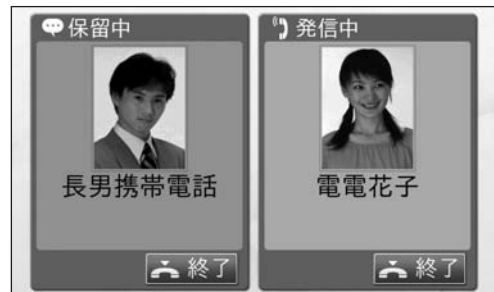 保留中
長男携帯電話
終了
発信中
電電花子
終了